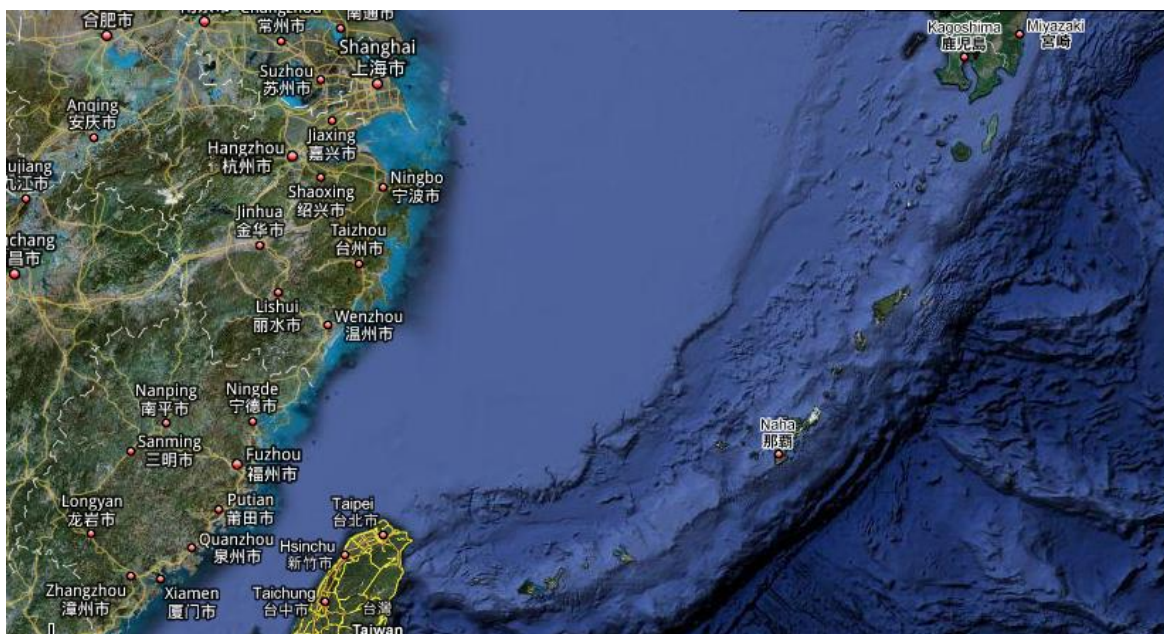 合肥市
常州市
南通市
Shanghai
上海市
Suzhou
苏州市
Anqing
安庆市
Jiaxing
嘉兴市
Hangzhou
杭州市
Ningbo
宁波市
Shaoxing
绍兴市
Jinhua
金华市
Taizhou
台州市
Lishui
丽水市
Wenzhou
温州市
Nanping
南平市
Ningde
宁德市
Sanming
三明市
Fuzhou
福州市
Longyan
龙岩市
Putian
莆田市
Quanzhou
泉州市
Zhangzhou
漳州市
Xiamen
厦门市
Taipei
台北市
Hsinchu
新竹市
Taichung
台中市
台灣
Taiwan
Naha
那覇
Kagoshima
鹿児島
Miyazaki
宮崎